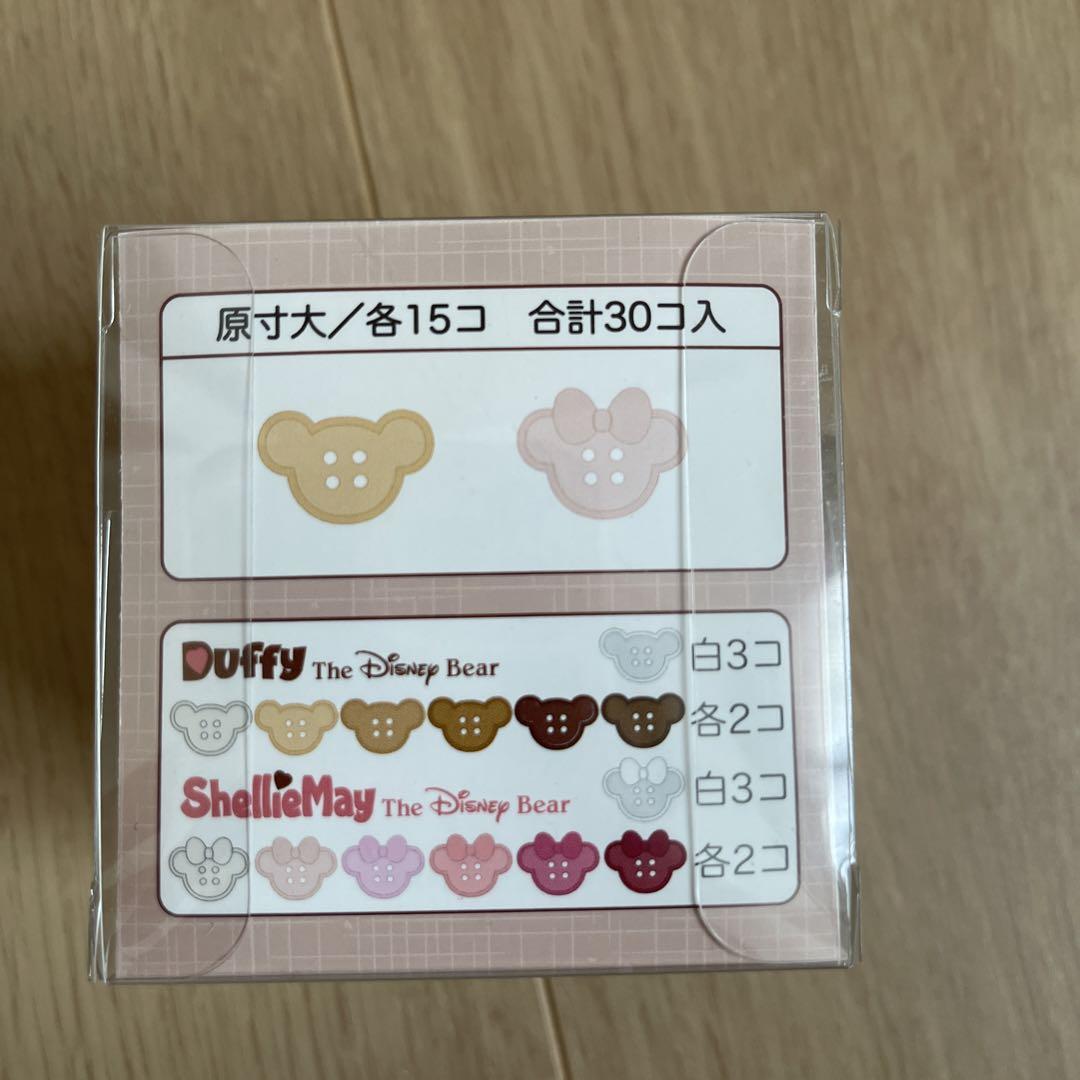 原寸大／各15コ　合計30コ入
Duffy The Disney Bear
白3コ
各2コ
ShellieMay The Disney Bear
白3コ
各2コ